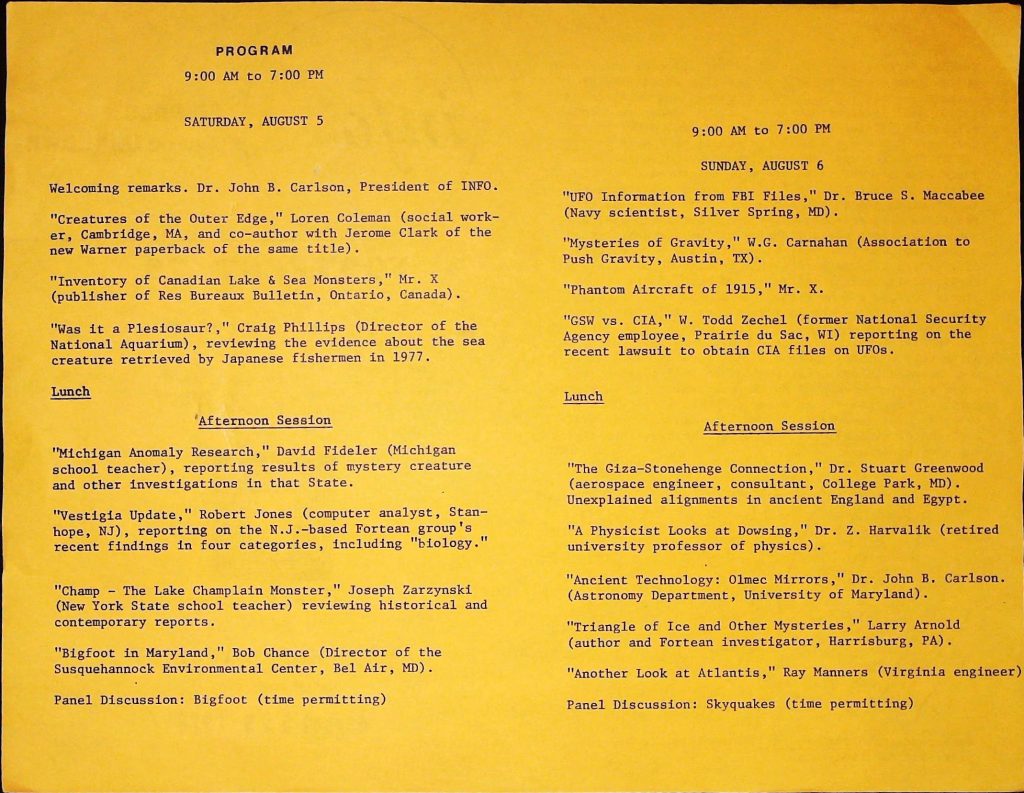 PROGRAM
9:00 AM to 7:00 PM
SATURDAY, AUGUST 5
Welcoming remarks. Dr. John B. Carlson, President of INFO.
"Creatures of the Outer Edge," Loren Coleman (social work-
er, Cambridge, MA, and co-author with Jerome Clark of the
new Warner paperback of the same title).
"Inventory of Canadian Lake & Sea Monsters," Mr. X
(publisher of Res Bureaux Bulletin, Ontario, Canada).
"Was it a Plesiosaur?," Craig Phillips (Director of the
National Aquarium), reviewing the evidence about the sea
creature retrieved by Japanese fishermen in 1977.
Lunch
Afternoon Session
"Michigan Anomaly Research," David Fideler (Michigan
school teacher), reporting results of mystery creature
and other investigations in that State.
"Vestigia Update," Robert Jones (computer analyst, Stan-
hope, NJ), reporting on the N.J.-based Fortean group's
recent findings in four categories, including "biology."
"Champ - The Lake Champlain Monster," Joseph Zarzynski
(New York State school teacher) reviewing historical and
contemporary reports.
"Bigfoot in Maryland," Bob Chance (Director of the
Susquehannock Environmental Center, Bel Air, MD).
Panel Discussion: Bigfoot (time permitting)
9:00 AM to 7:00 PM
SUNDAY, AUGUST 6
"UFO Information from FBI Files," Dr. Bruce S. Maccabee
(Navy scientist, Silver Spring, MD).
"Mysteries of Gravity," W.G. Carnahan (Association to
Push Gravity, Austin, TX).
"Phantom Aircraft of 1915," Mr. X.
"GSW vs. CIA," W. Todd Zechel (former National Security
Agency employee, Prairie du Sac, WI) reporting on the
recent lawsuit to obtain CIA files on UFOs.
Lunch
Afternoon Session
"The Giza-Stonehenge Connection," Dr. Stuart Greenwood
(aerospace engineer, consultant, College Park, MD).
Unexplained alignments in ancient England and Egypt.
"A Physicist Looks at Dowsing," Dr. Z. Harvalik (retired
university professor of physics).
"Ancient Technology: Olmec Mirrors," Dr. John B. Carlson.
(Astronomy Department, University of Maryland).
"Triangle of Ice and Other Mysteries," Larry Arnold
(author and Fortean investigator, Harrisburg, PA).
"Another Look at Atlantis," Ray Manners (Virginia engineer)
Panel Discussion: Skyquakes (time permitting)